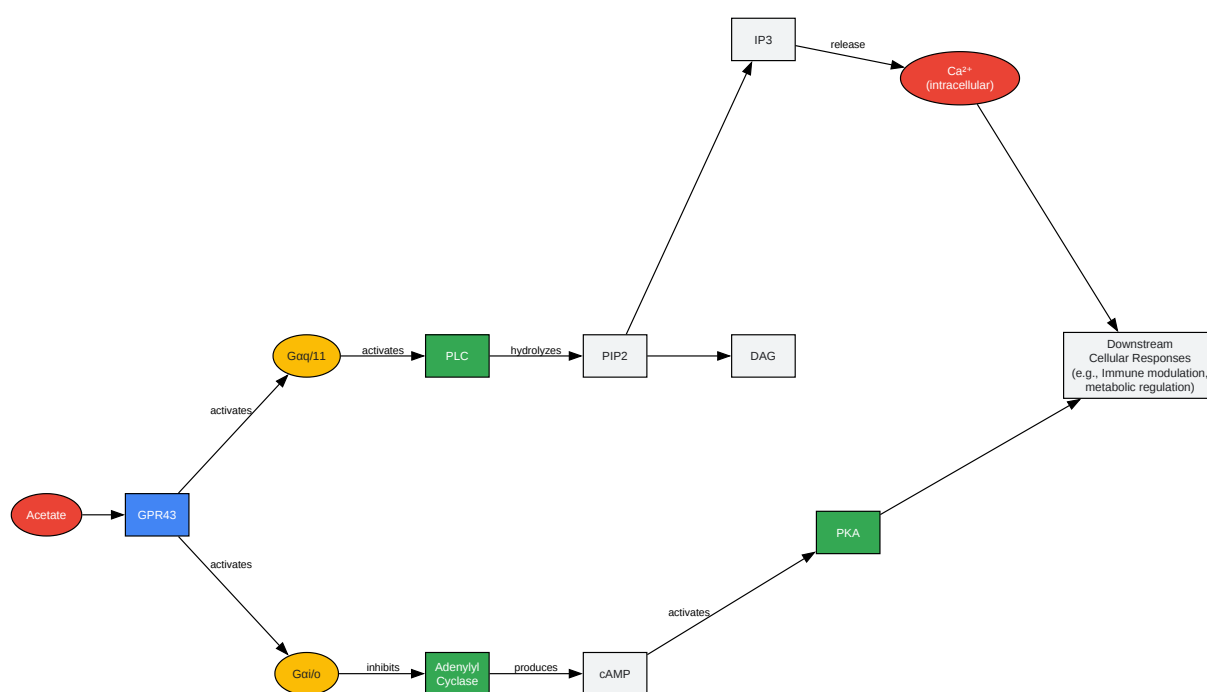 IP3
release
Ca²⁺
(intracellular)
Gαq/11
activates
PLC
hydrolyzes
PIP2
DAG
Downstream
Cellular Responses
(e.g., Immune modulation,
metabolic regulation)
activates
Acetate
GPR43
PKA
activates
activates
Gαi/o
inhibits
Adenylyl
Cyclase
produces
cAMP